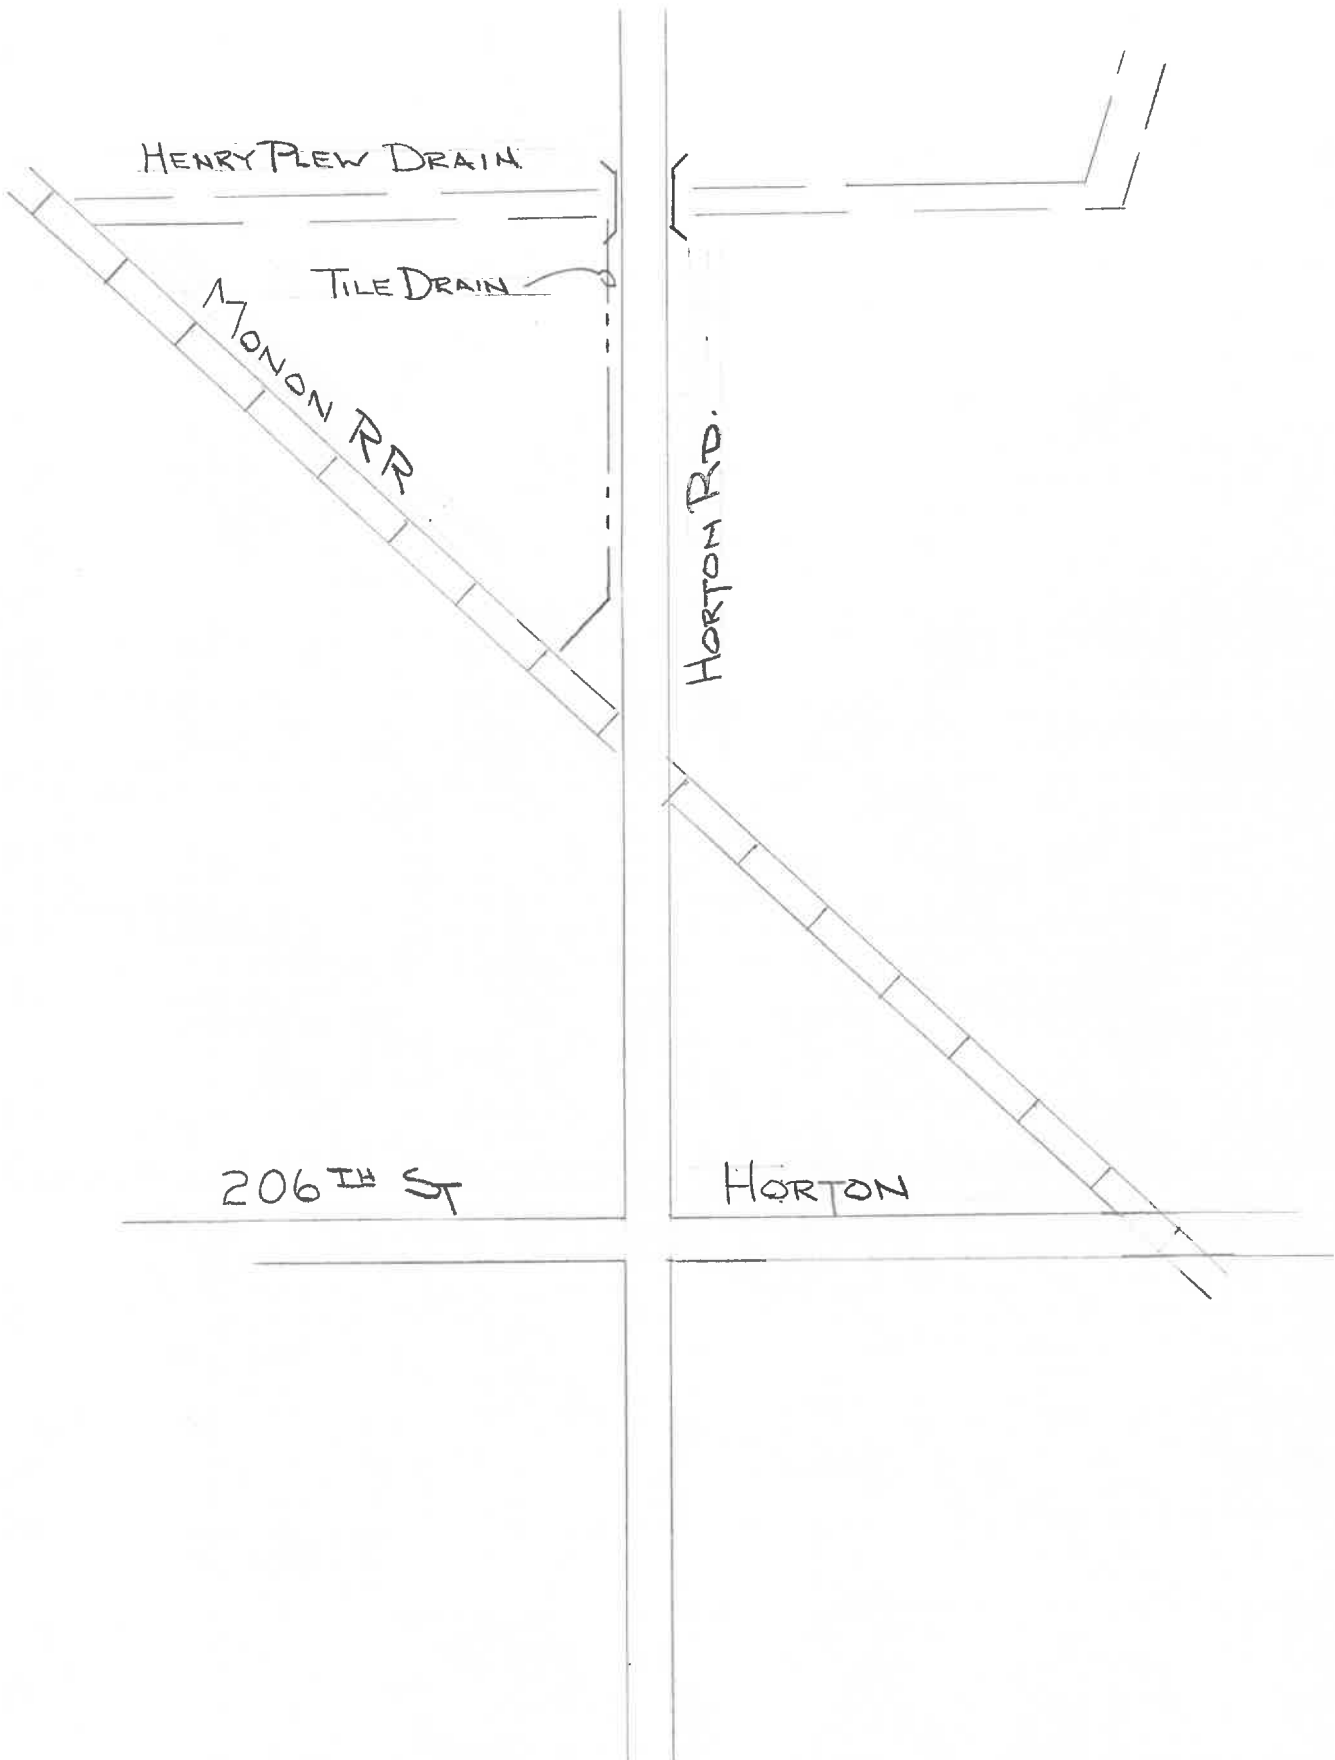 HENRY PLEW DRAIN
TILE DRAIN
MONON RR
HORTON RD.
206TH ST
HORTON